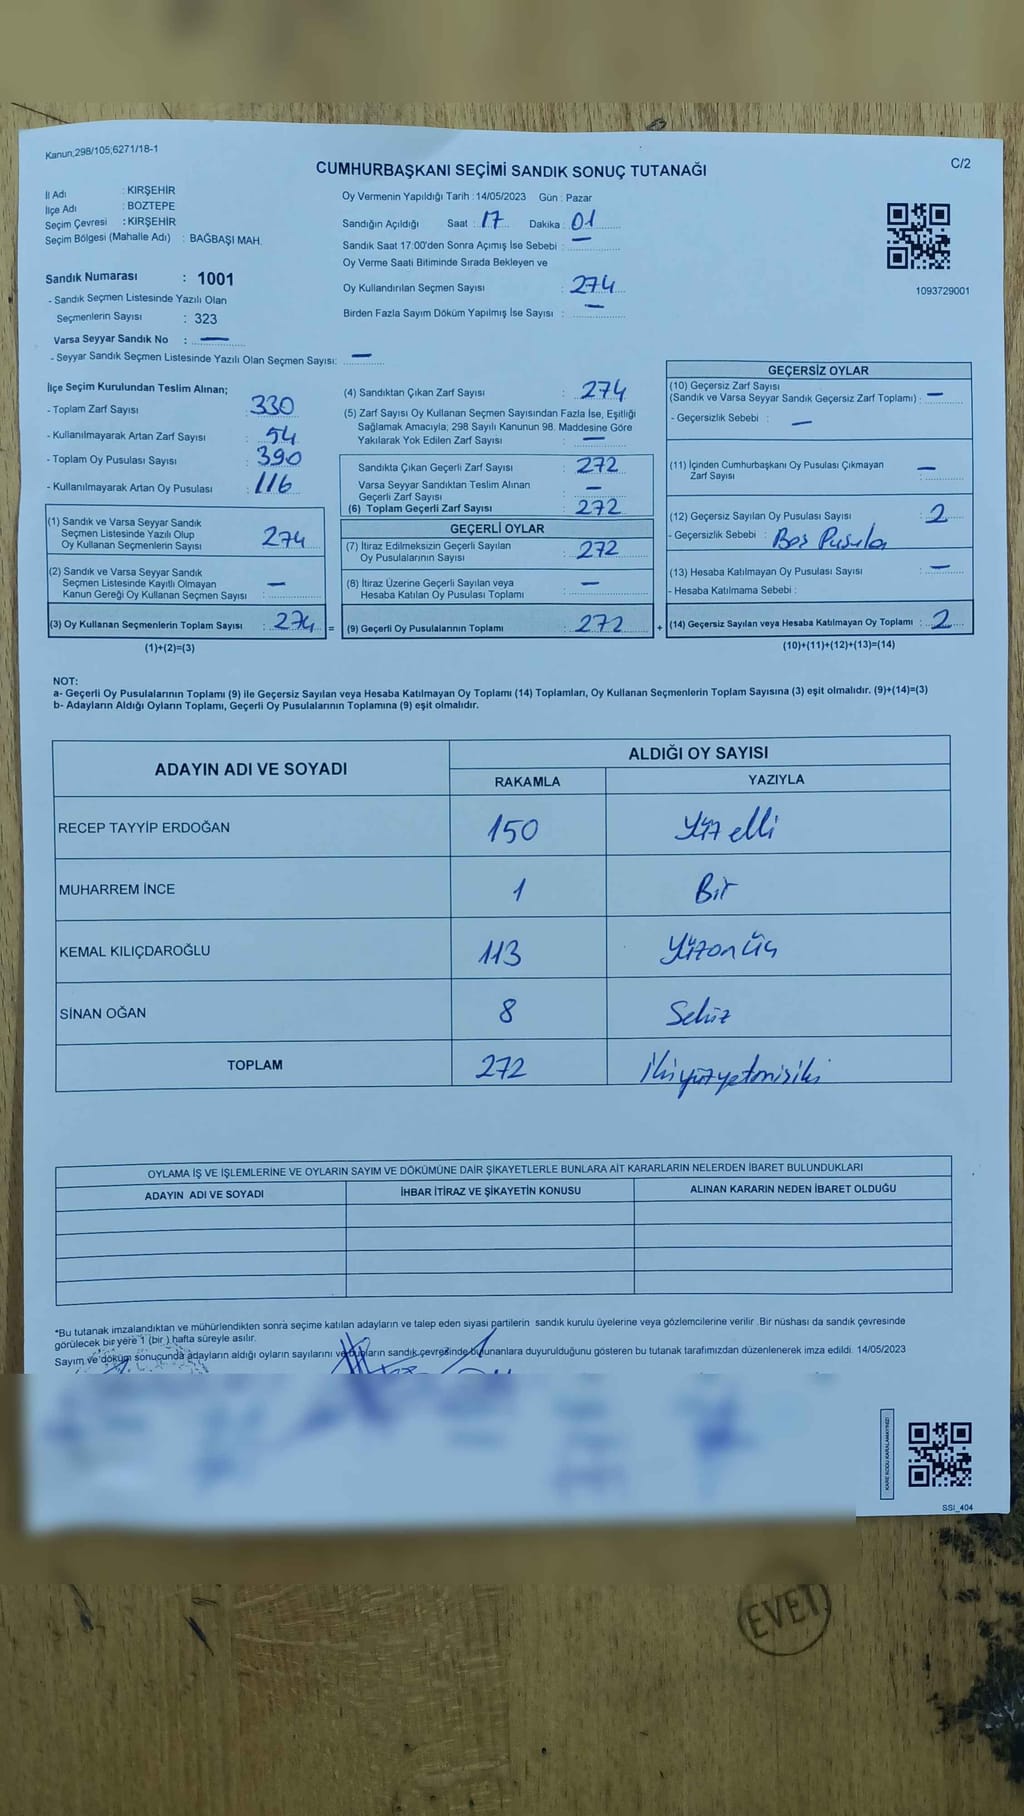 Kanun;298/105;6271/18-1
CUMHURBAŞKANI SEÇİMİ SANDIK SONUÇ TUTANAĞI
C/2
İl Adı : KIRŞEHİR
İlçe Adı : BOZTEPE
Seçim Çevresi : KIRŞEHİR
Seçim Bölgesi (Mahalle Adı) : BAĞBAŞI MAH.
Sandık Numarası : 1001
- Sandık Seçmen Listesinde Yazılı Olan
Seçmenlerin Sayısı : 323
Varsa Seyyar Sandık No : —
- Seyyar Sandık Seçmen Listesinde Yazılı Olan Seçmen Sayısı: —
Oy Vermenin Yapıldığı Tarih : 14/05/2023 Gün : Pazar
Sandığın Açıldığı Saat : 17 Dakika : 01
Sandık Saat 17:00'den Sonra Açımış İse Sebebi : —
Oy Verme Saati Bitiminde Sırada Bekleyen ve
Oy Kullandırılan Seçmen Sayısı : 274
Birden Fazla Sayım Döküm Yapılmış İse Sayısı : —
1093729001
İlçe Seçim Kurulundan Teslim Alınan;
- Toplam Zarf Sayısı : 330
- Kullanılmayarak Artan Zarf Sayısı : 54
- Toplam Oy Pusulası Sayısı : 390
- Kullanılmayarak Artan Oy Pusulası : 116
(1) Sandık ve Varsa Seyyar Sandık
Seçmen Listesinde Yazılı Olup
Oy Kullanan Seçmenlerin Sayısı : 274
(2) Sandık ve Varsa Seyyar Sandık
Seçmen Listesinde Kayıtlı Olmayan
Kanun Gereği Oy Kullanan Seçmen Sayısı : —
(3) Oy Kullanan Seçmenlerin Toplam Sayısı : 274 =
(1)+(2)=(3)
(4) Sandıktan Çıkan Zarf Sayısı : 274
(5) Zarf Sayısı Oy Kullanan Seçmen Sayısından Fazla İse, Eşitliği
Sağlamak Amacıyla; 298 Sayılı Kanunun 98. Maddesine Göre
Yakılarak Yok Edilen Zarf Sayısı : —
Sandıkta Çıkan Geçerli Zarf Sayısı : 272
Varsa Seyyar Sandıktan Teslim Alınan
Geçerli Zarf Sayısı : —
(6) Toplam Geçerli Zarf Sayısı : 272
GEÇERLİ OYLAR
(7) İtiraz Edilmeksizin Geçerli Sayılan
Oy Pusulalarının Sayısı : 272
(8) İtiraz Üzerine Geçerli Sayılan veya
Hesaba Katılan Oy Pusulası Toplamı : —
(9) Geçerli Oy Pusulalarının Toplamı : 272 +
GEÇERSİZ OYLAR
(10) Geçersiz Zarf Sayısı
(Sandık ve Varsa Seyyar Sandık Geçersiz Zarf Toplamı) : —
- Geçersizlik Sebebi : —
(11) İçinden Cumhurbaşkanı Oy Pusulası Çıkmayan
Zarf Sayısı : —
(12) Geçersiz Sayılan Oy Pusulası Sayısı : 2
- Geçersizlik Sebebi : Boş Pusula
(13) Hesaba Katılmayan Oy Pusulası Sayısı : —
- Hesaba Katılmama Sebebi :
(14) Geçersiz Sayılan veya Hesaba Katılmayan Oy Toplamı : 2
(10)+(11)+(12)+(13)=(14)
NOT:
a- Geçerli Oy Pusulalarının Toplamı (9) ile Geçersiz Sayılan veya Hesaba Katılmayan Oy Toplamı (14) Toplamları, Oy Kullanan Seçmenlerin Toplam Sayısına (3) eşit olmalıdır. (9)+(14)=(3)
b- Adayların Aldığı Oyların Toplamı, Geçerli Oy Pusulalarının Toplamına (9) eşit olmalıdır.
ADAYIN ADI VE SOYADI
ALDIĞI OY SAYISI
RAKAMLA YAZIYLA
RECEP TAYYİP ERDOĞAN 150 Yüz elli
MUHARREM İNCE 1 Bir
KEMAL KILIÇDAROĞLU 113 Yüzonüç
SİNAN OĞAN 8 Sekiz
TOPLAM 272 İkiyüzyetmişiki
OYLAMA İŞ VE İŞLEMLERİNE VE OYLARIN SAYIM VE DÖKÜMÜNE DAİR ŞİKAYETLERLE BUNLARA AİT KARARLARIN NELERDEN İBARET BULUNDUKLARI
ADAYIN ADI VE SOYADI İHBAR İTİRAZ VE ŞİKAYETİN KONUSU ALINAN KARARIN NEDEN İBARET OLDUĞU
*Bu tutanak imzalandıktan ve mühürlendikten sonra seçime katılan adayların ve talep eden siyasi partilerin sandık kurulu üyelerine veya gözlemcilerine verilir .Bir nüshası da sandık çevresinde
görülecek bir yere 1 (bir ) hafta süreyle asılır.
Sayım ve döküm sonucunda adayların aldığı oyların sayılarını ve bunların sandık çevresinde bulunanlara duyurulduğunu gösteren bu tutanak tarafımızdan düzenlenerek imza edildi. 14/05/2023
KARE KODU KARALAMAYINIZ!
SSI_404
EVET